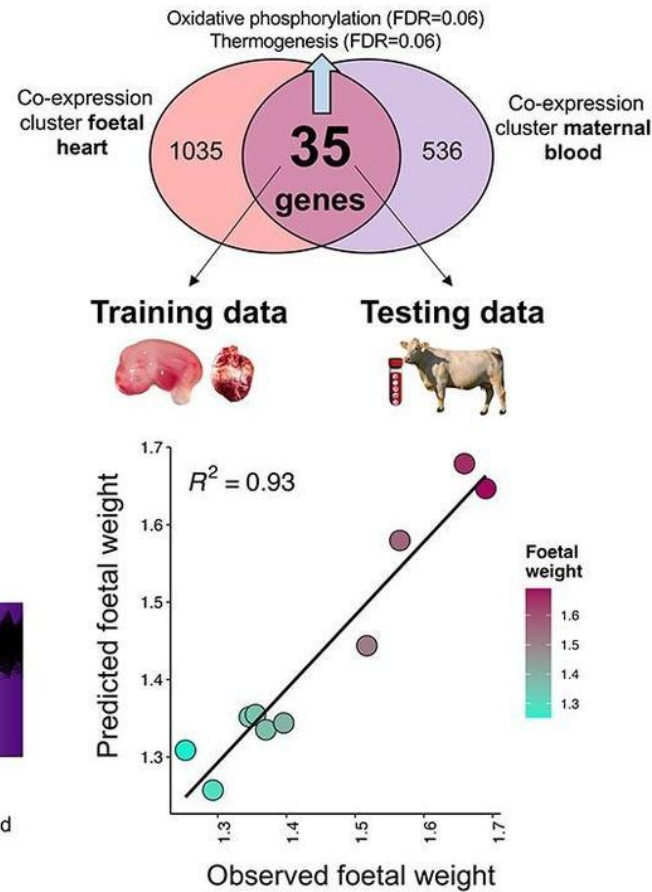 Oxidative phosphorylation (FDR=0.06)
Thermogenesis (FDR=0.06)
Co-expression
cluster foetal
heart
1035
35
genes
536
Co-expression
cluster maternal
blood
Training data
Testing data
R² = 0.93
Predicted foetal weight
1.7
1.6
1.5
1.4
1.3
1.3
1.4
1.5
1.6
1.7
Observed foetal weight
Foetal
weight
1.6
1.5
1.4
1.3
d